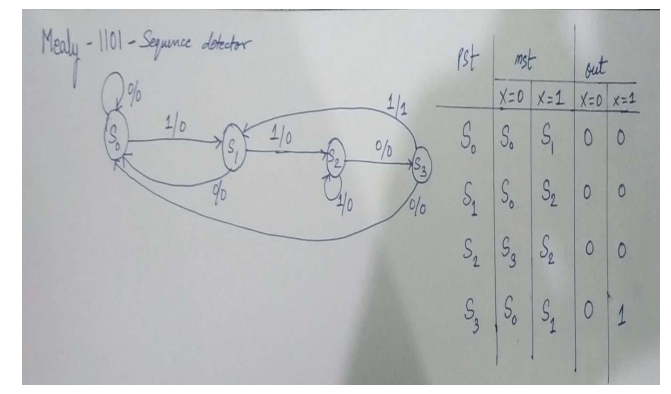 Mealy - 1101 - Sequence detector
0/0
S0 1/0 S1 1/0 S2 0/0 S3
1/1
0/0 1/0 0/0
Pst nst out
X=0 X=1 X=0 X=1
S0 S0 S1 0 0
S1 S0 S2 0 0
S2 S3 S2 0 0
S3 S0 S1 0 1